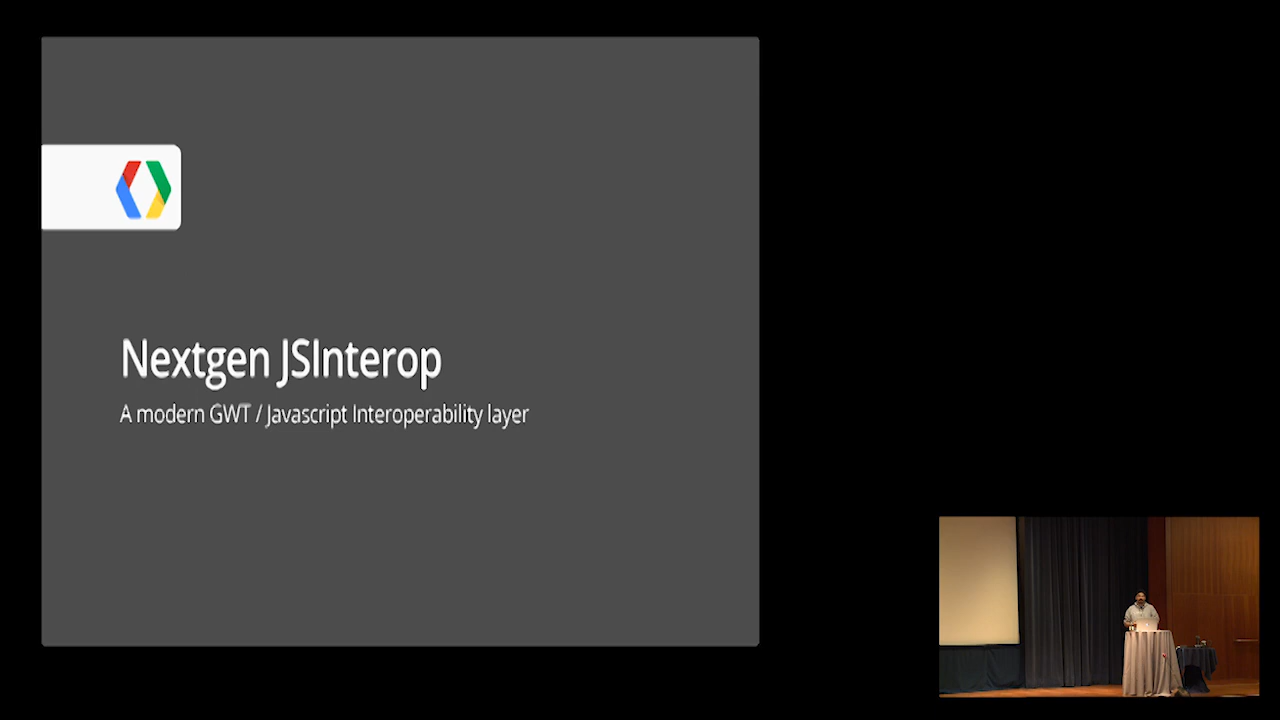 Nextgen JSInterop
A modern GWT / Javascript Interoperability layer